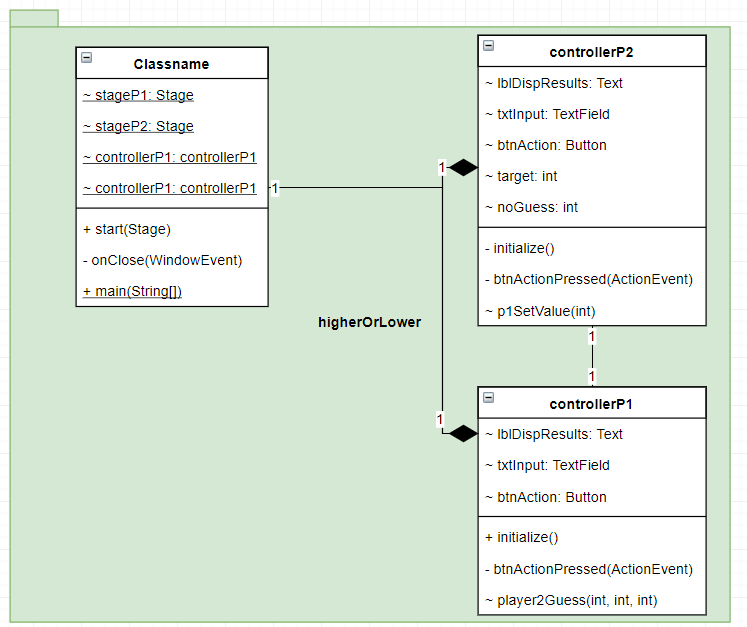 Classname
~ stageP1: Stage
~ stageP2: Stage
~ controllerP1: controllerP1
~ controllerP1: controllerP1
+ start(Stage)
- onClose(WindowEvent)
+ main(String[])
1
1
1
higherOrLower
controllerP2
~ lblDispResults: Text
~ txtInput: TextField
~ btnAction: Button
~ target: int
~ noGuess: int
- initialize()
- btnActionPressed(ActionEvent)
~ p1SetValue(int)
1
1
controllerP1
~ lblDispResults: Text
~ txtInput: TextField
~ btnAction: Button
+ initialize()
- btnActionPressed(ActionEvent)
~ player2Guess(int, int, int)